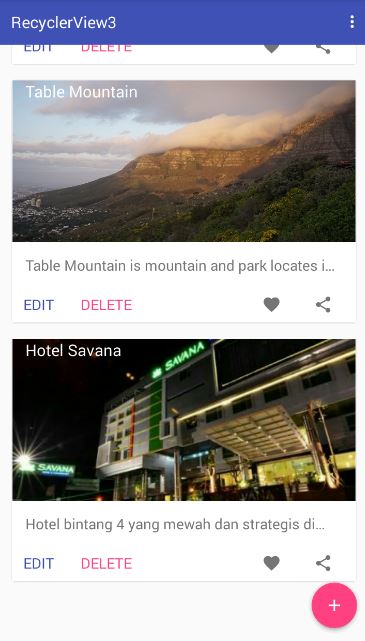 RecyclerView3
EDIT DELETE
Table Mountain
Table Mountain is mountain and park locates i...
EDIT DELETE
Hotel Savana
SAVANA
SAVANA
Hotel bintang 4 yang mewah dan strategis di...
EDIT DELETE
+